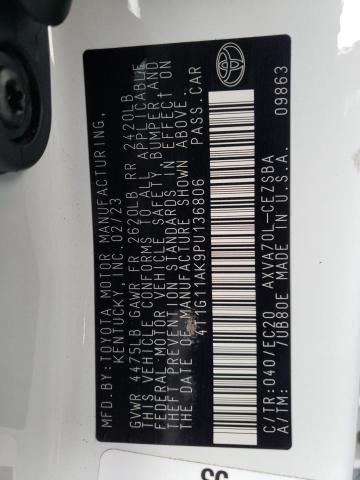 MFD.BY:TOYOTA MOTOR MANUFACTURING,
KENTUCKY, INC. 02/23
GVWR 4475LB GAWR FR 2620LB RR 2420LB
THIS VEHICLE CONFORMS TO ALL APPLICABLE
FEDERAL MOTOR VEHICLE SAFETY, BUMPER, AND
THEFT PREVENTION STANDARDS IN EFFECT ON
THE DATE OF MANUFACTURE SHOWN ABOVE.
4T1G11AK9PU136806 PASS.CAR
C/TR:040/EC20 AXVA70L-CEZSBA
A/TM: 7UB80E MADE IN U.S.A. 09863